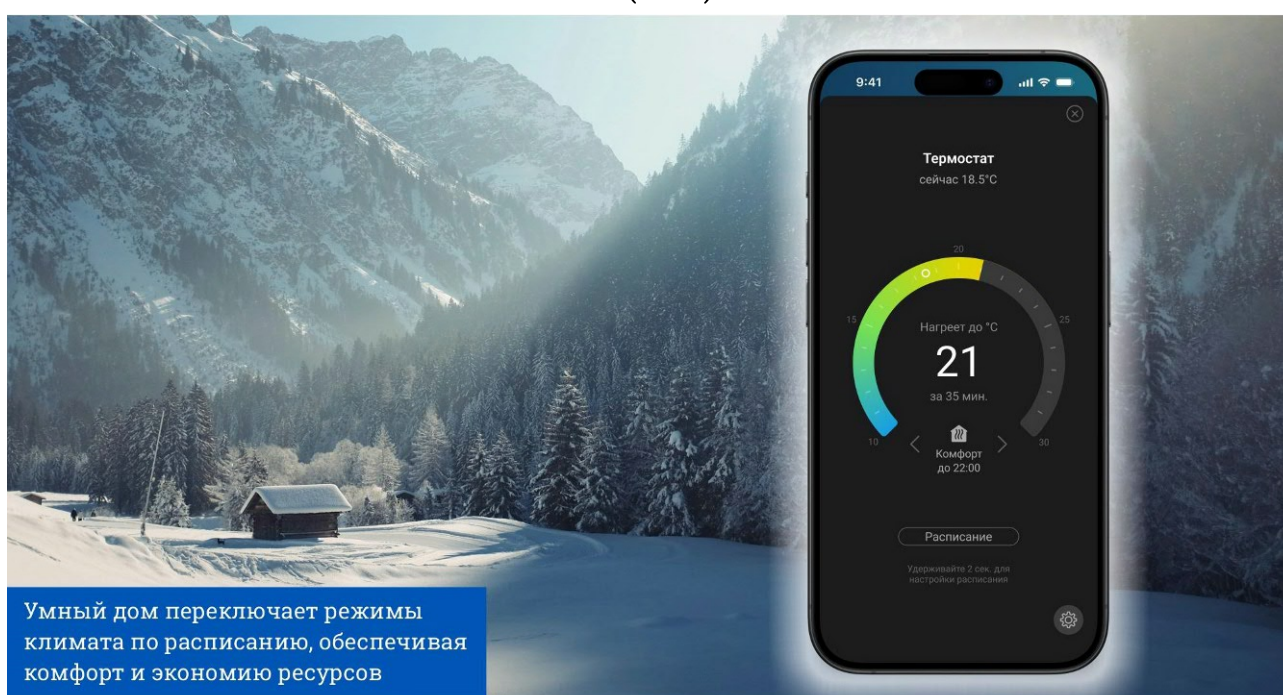 9:41
Термостат
сейчас 18.5°C
20
15
25
Нагреет до °C
21
за 35 мин.
10
30
Комфорт
до 22:00
Расписание
Удерживайте 2 сек. для
настройки расписания
Умный дом переключает режимы
климата по расписанию, обеспечивая
комфорт и экономию ресурсов